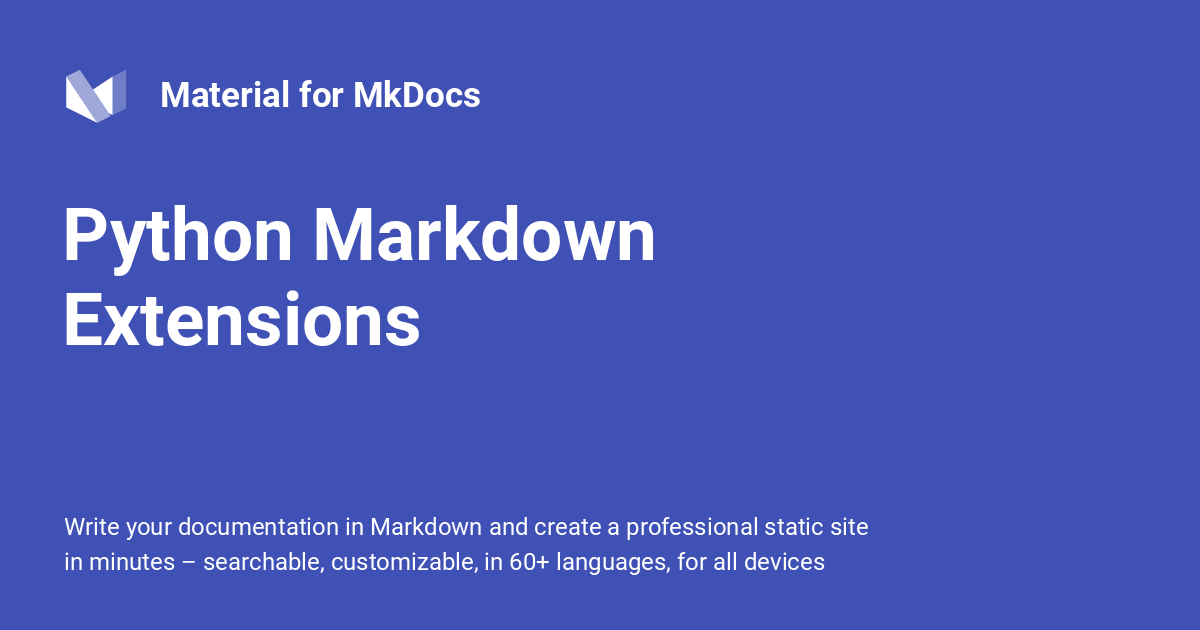 Material for MkDocs
Python Markdown
Extensions
Write your documentation in Markdown and create a professional static site
in minutes – searchable, customizable, in 60+ languages, for all devices